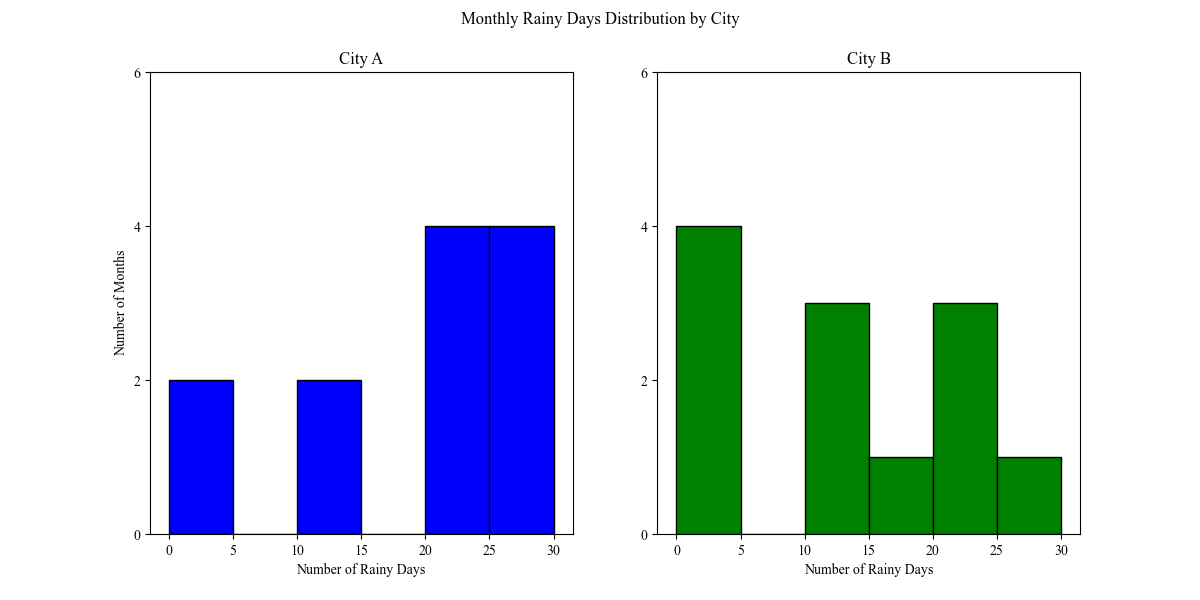 Monthly Rainy Days Distribution by City
City A
6
4
2
0
Number of Months
0 5 10 15 20 25 30
Number of Rainy Days
City B
6
4
2
0
0 5 10 15 20 25 30
Number of Rainy Days